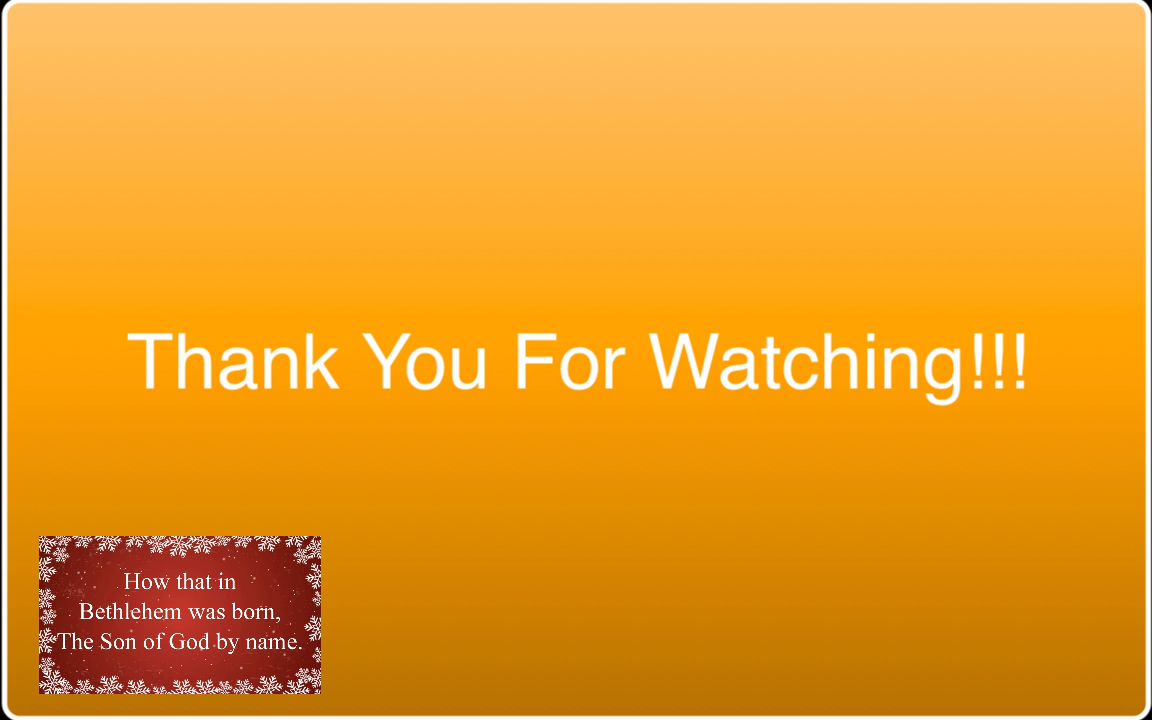 Thank You For Watching!!!
How that in
Bethlehem was born,
The Son of God by name.